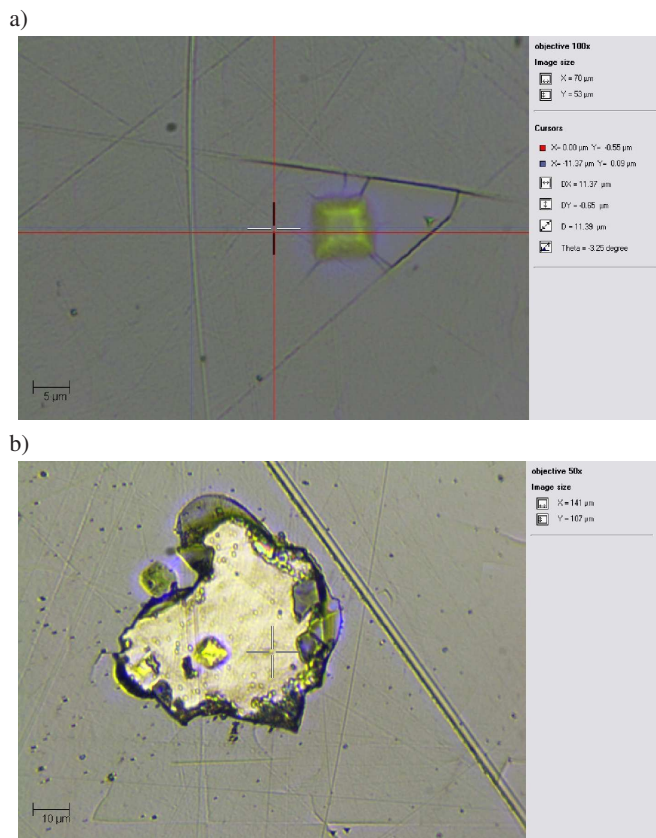 a)
objective 100x
Image size
X = 70 µm
Y = 53 µm
Cursors
X= 0.00 µm Y= -0.55 µm
X= -11.37 µm Y= 0.09 µm
DX = 11.37 µm
DY = -0.65 µm
D = 11.39 µm
Theta = -3.25 degree
5 µm
b)
objective 50x
Image size
X = 141 µm
Y = 107 µm
10 µm